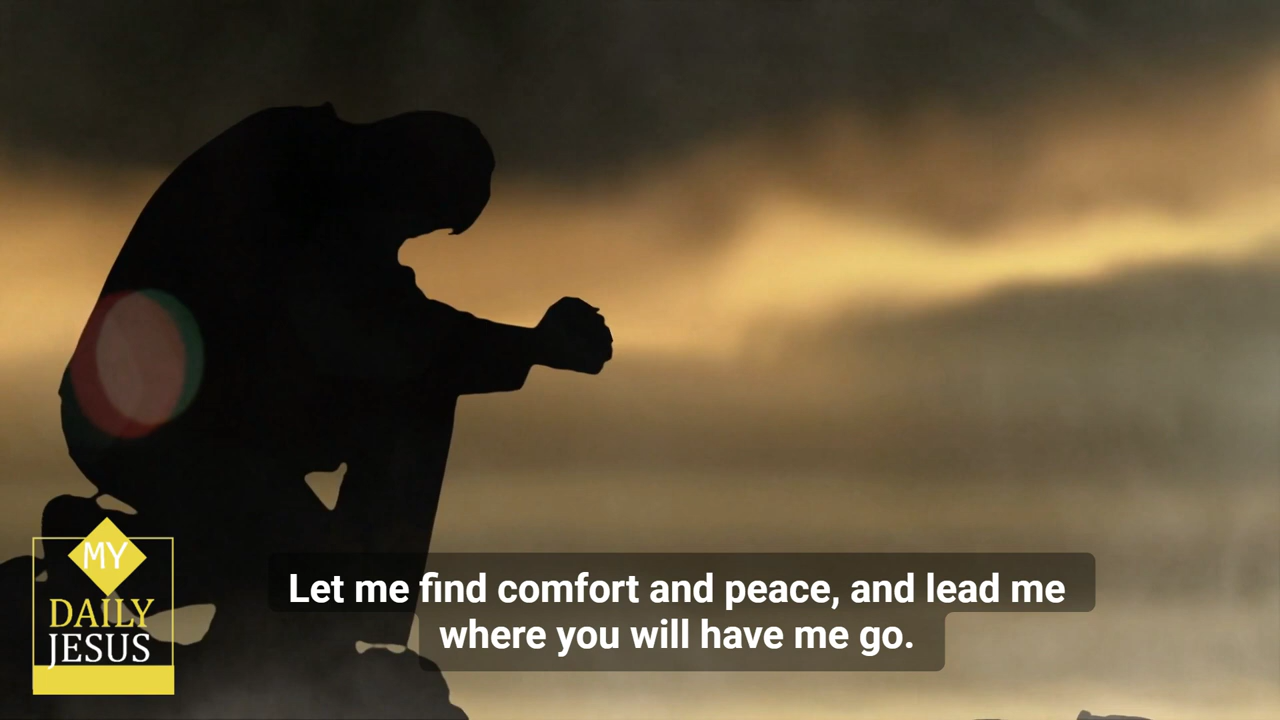 MY
DAILY
JESUS
Let me find comfort and peace, and lead me
where you will have me go.